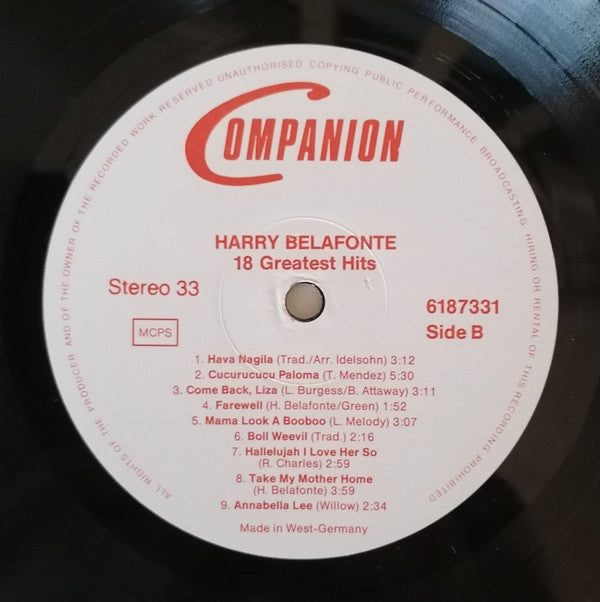 ALL RIGHTS OF THE PRODUCER AND OF THE OWNER OF THE RECORDED WORK RESERVED UNAUTHORISED COPYING PUBLIC PERFORMANCE BROADCASTING HIRING OR RENTAL OF THIS RECORDING PROHIBITED
COMPANION
HARRY BELAFONTE
18 Greatest Hits
Stereo 33
6187331
MCPS
Side B
1. Hava Nagila (Trad./Arr. Idelsohn) 3:12
2. Cucurucucu Paloma (T. Mendez) 5:30
3. Come Back, Liza (L. Burgess/B. Attaway) 3:11
4. Farewell (H. Belafonte/Green) 1:52
5. Mama Look A Booboo (L. Melody) 3:07
6. Boll Weevil (Trad.) 2:16
7. Hallelujah I Love Her So
(R. Charles) 2:59
8. Take My Mother Home
(H. Belafonte) 3:59
9. Annabella Lee (Willow) 2:34
Made in West-Germany